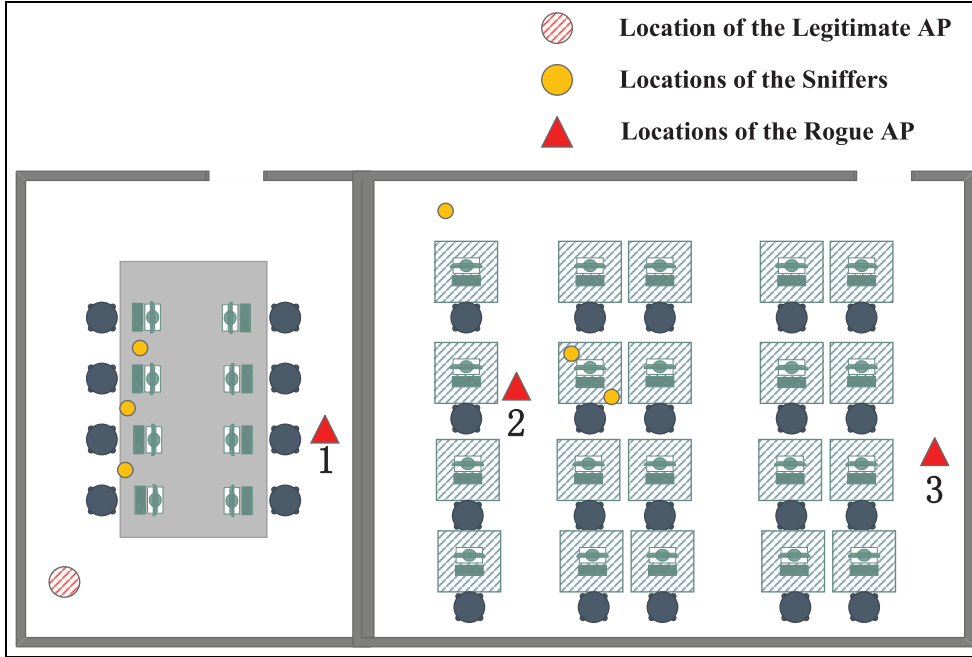 Location of the Legitimate AP
Locations of the Sniffers
Locations of the Rogue AP
1
2
3